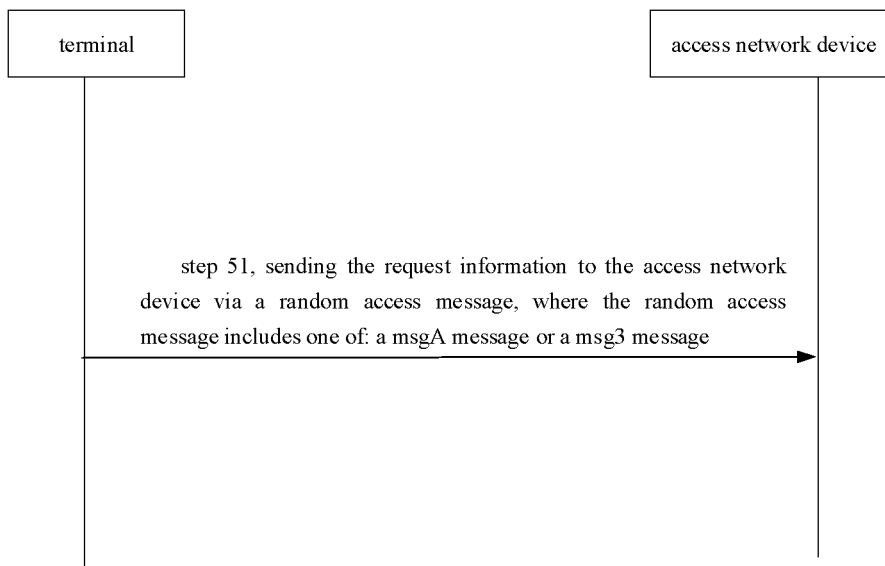 terminal
access network device
step 51, sending the request information to the access network
device via a random access message, where the random access
message includes one of: a msgA message or a msg3 message